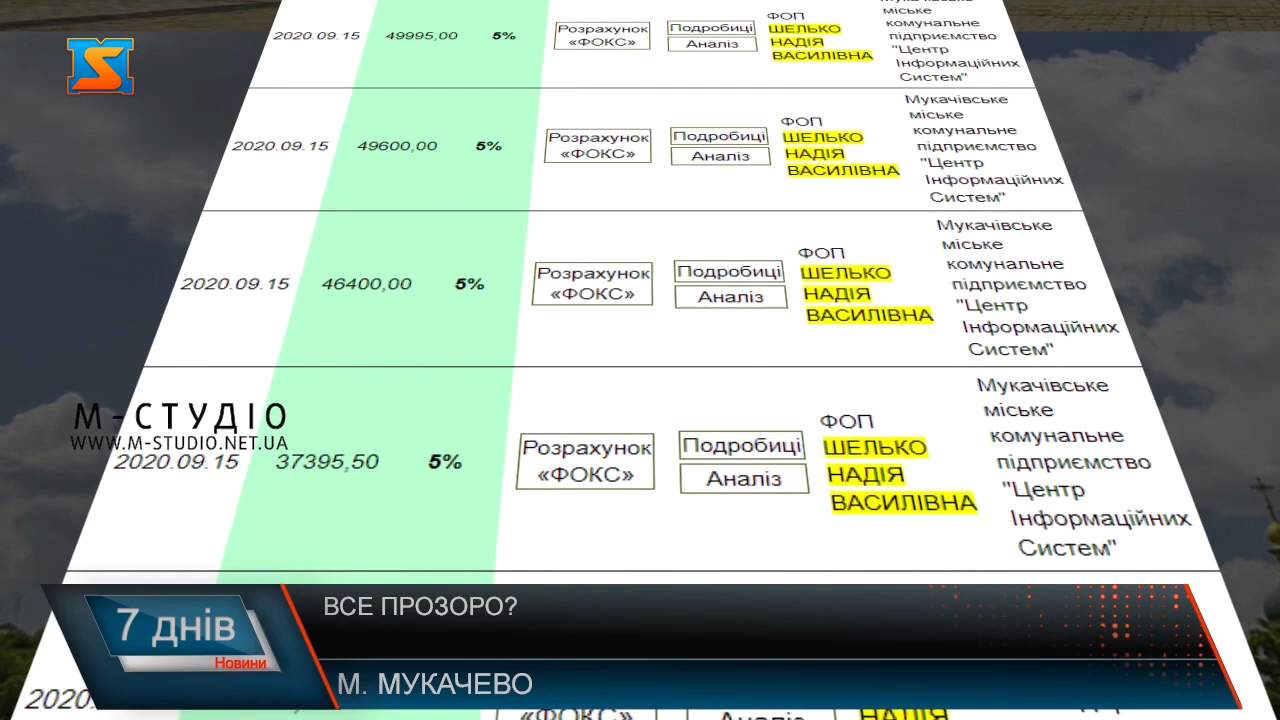 міське
комунальне
2020.09.15 49995,00 5% Розрахунок «ФОКС» Подробиці Аналіз ФОП ШЕЛЬКО НАДІЯ ВАСИЛІВНА
підприємство
"Центр
Інформаційних
Систем"
2020.09.15 49600,00 5%
Розрахунок
«ФОКС»
Подробиці
Аналіз
ФОП
ШЕЛЬКО
НАДІЯ
ВАСИЛІВНА
Мукачівське
міське
комунальне
підприємство
"Центр
Інформаційних
Систем"
2020.09.15 46400,00 5%
Розрахунок
«ФОКС»
Подробиці
Аналіз
ФОП
ШЕЛЬКО
НАДІЯ
ВАСИЛІВНА
Мукачівське
міське
комунальне
підприємство
"Центр
Інформаційних
Систем"
М-СТУДІО
WWW.M-STUDIO.NET.UA
2020.09.15 37395,50 5%
Розрахунок
«ФОКС»
Подробиці
Аналіз
ФОП
ШЕЛЬКО
НАДІЯ
ВАСИЛІВНА
Мукачівське
міське
комунальне
підприємство
"Центр
Інформаційних
Систем"
7 днів
Новини
ВСЕ ПРОЗОРО?
М. МУКАЧЕВО
2020.
«ФОКС»
Аналіз
НАДІЯ